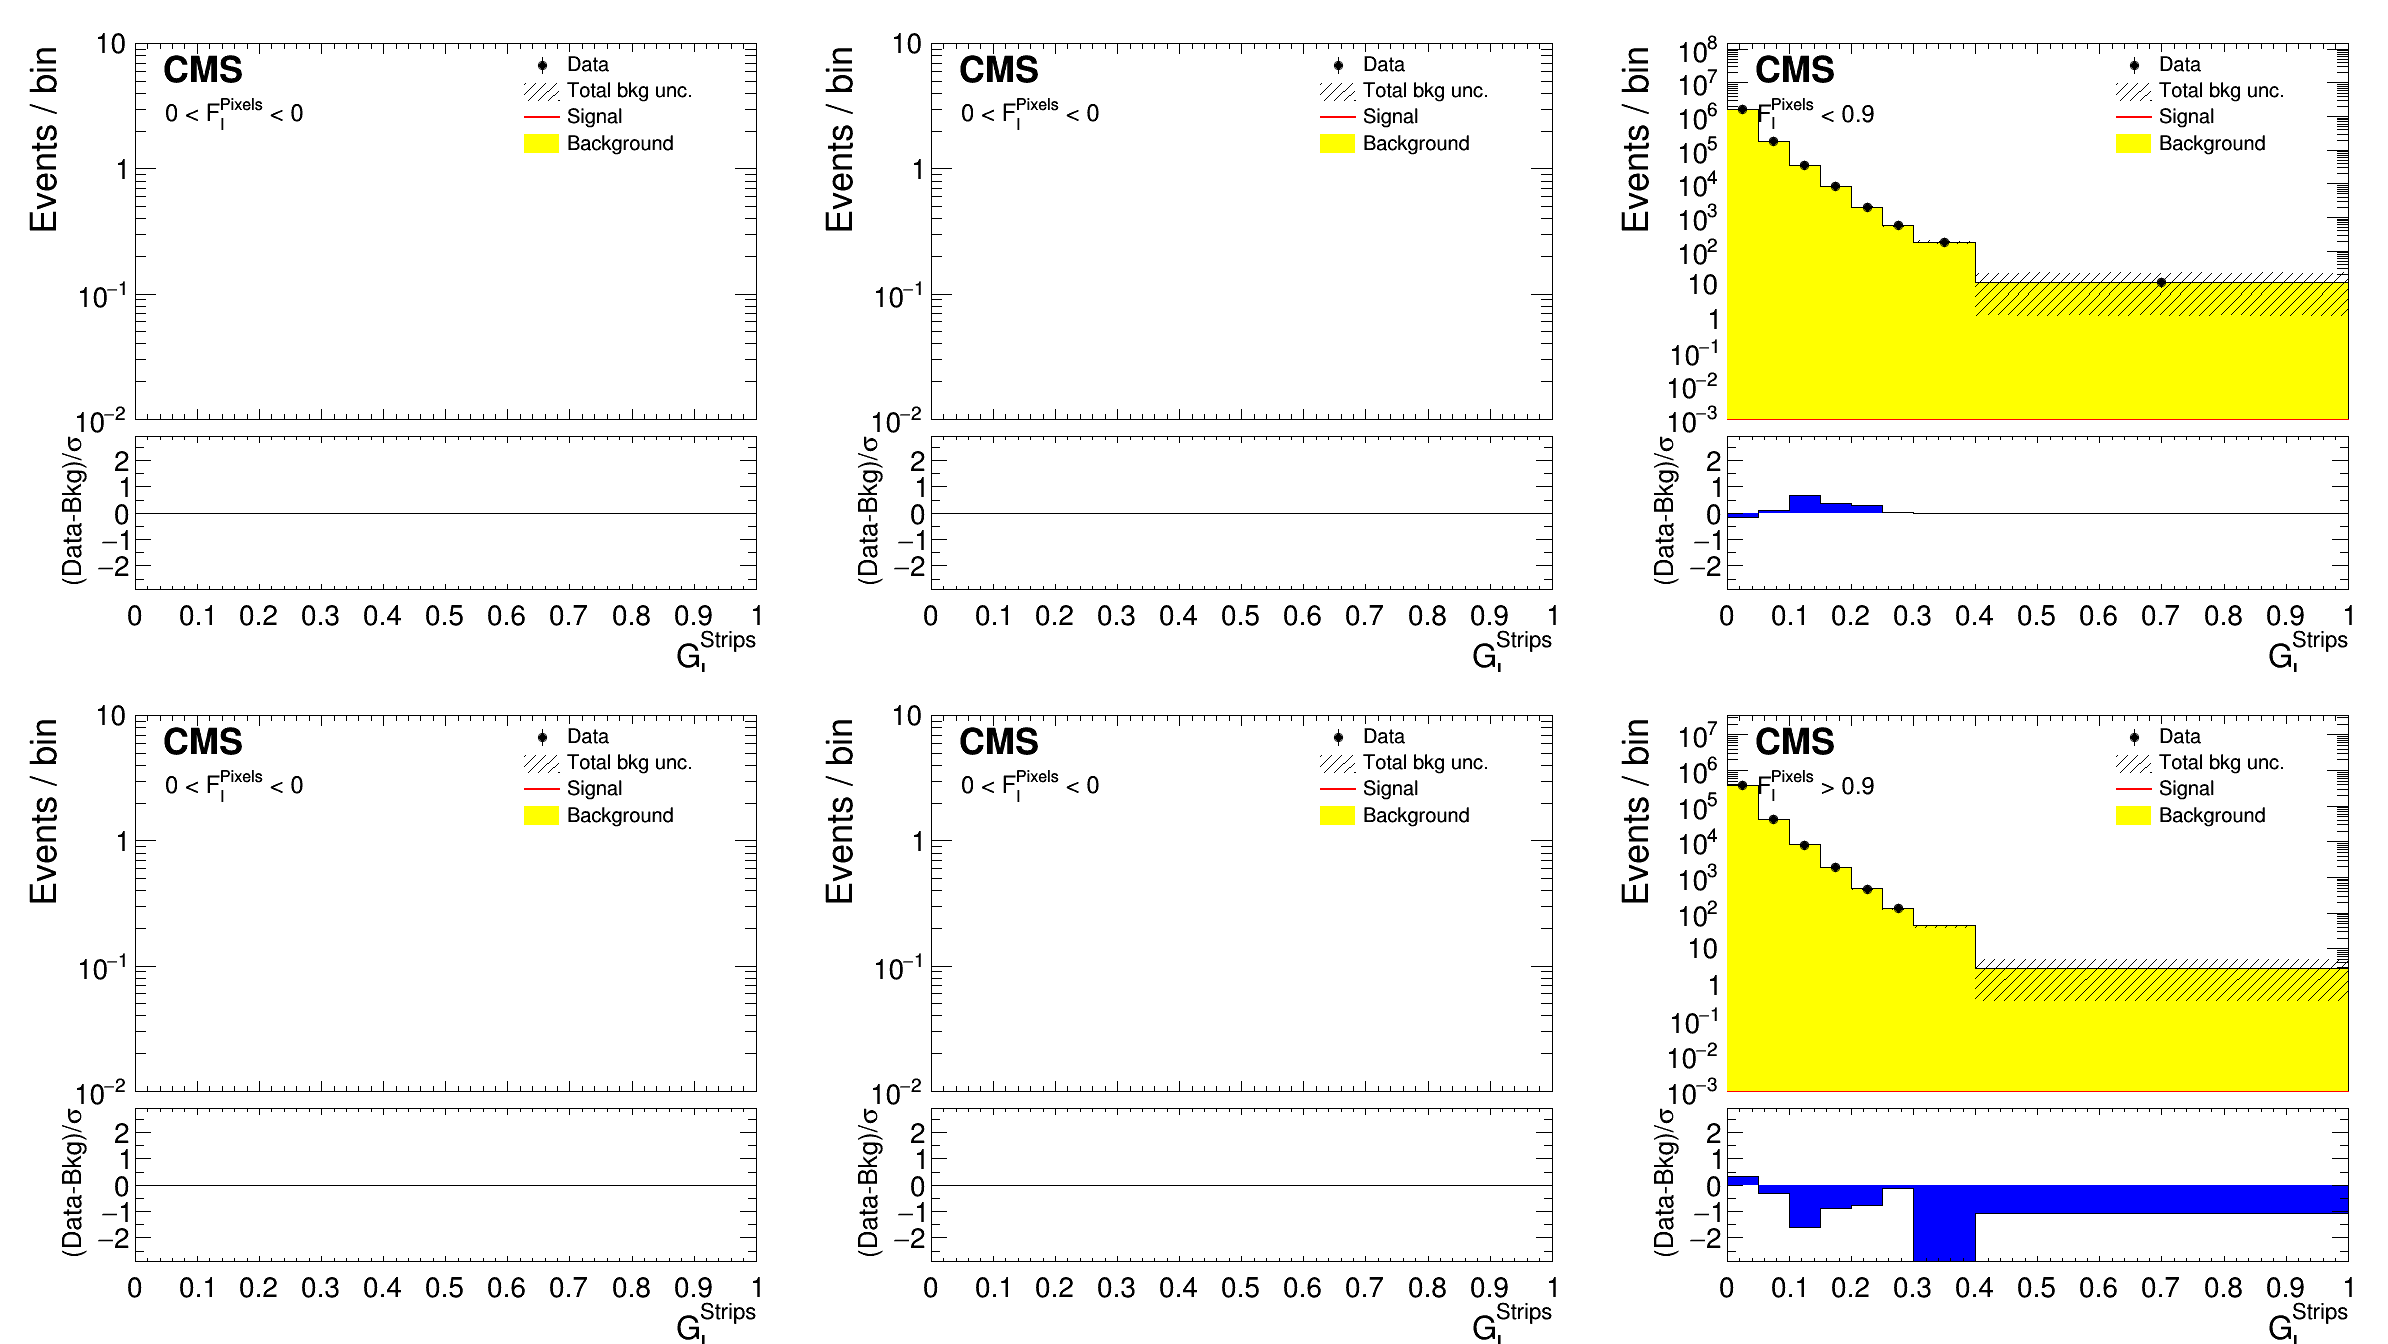 10
CMS
Data
Total bkg unc.
0 < F_I^Pixels < 0
Signal
Background
Events / bin
1
10^−1
10^−2
(Data-Bkg)/σ
2
1
0
−1
−2
0 0.1 0.2 0.3 0.4 0.5 0.6 0.7 0.8 0.9 1
G_I^Strips
10
CMS
Data
Total bkg unc.
0 < F_I^Pixels < 0
Signal
Background
Events / bin
1
10^−1
10^−2
(Data-Bkg)/σ
2
1
0
−1
−2
0 0.1 0.2 0.3 0.4 0.5 0.6 0.7 0.8 0.9 1
G_I^Strips
10^8
CMS
Data
10^7
Total bkg unc.
10^6
F_I^Pixels < 0.9
Signal
Background
Events / bin
10^5
10^4
10^3
10^2
10
1
10^−1
10^−2
10^−3
(Data-Bkg)/σ
2
1
0
−1
−2
0 0.1 0.2 0.3 0.4 0.5 0.6 0.7 0.8 0.9 1
G_I^Strips
10
CMS
Data
Total bkg unc.
0 < F_I^Pixels < 0
Signal
Background
Events / bin
1
10^−1
10^−2
(Data-Bkg)/σ
2
1
0
−1
−2
0 0.1 0.2 0.3 0.4 0.5 0.6 0.7 0.8 0.9 1
G_I^Strips
10
CMS
Data
Total bkg unc.
0 < F_I^Pixels < 0
Signal
Background
Events / bin
1
10^−1
10^−2
(Data-Bkg)/σ
2
1
0
−1
−2
0 0.1 0.2 0.3 0.4 0.5 0.6 0.7 0.8 0.9 1
G_I^Strips
10^7
CMS
Data
10^6
Total bkg unc.
F_I^Pixels > 0.9
Signal
10^5
Background
Events / bin
10^4
10^3
10^2
10
1
10^−1
10^−2
10^−3
(Data-Bkg)/σ
2
1
0
−1
−2
0 0.1 0.2 0.3 0.4 0.5 0.6 0.7 0.8 0.9 1
G_I^Strips